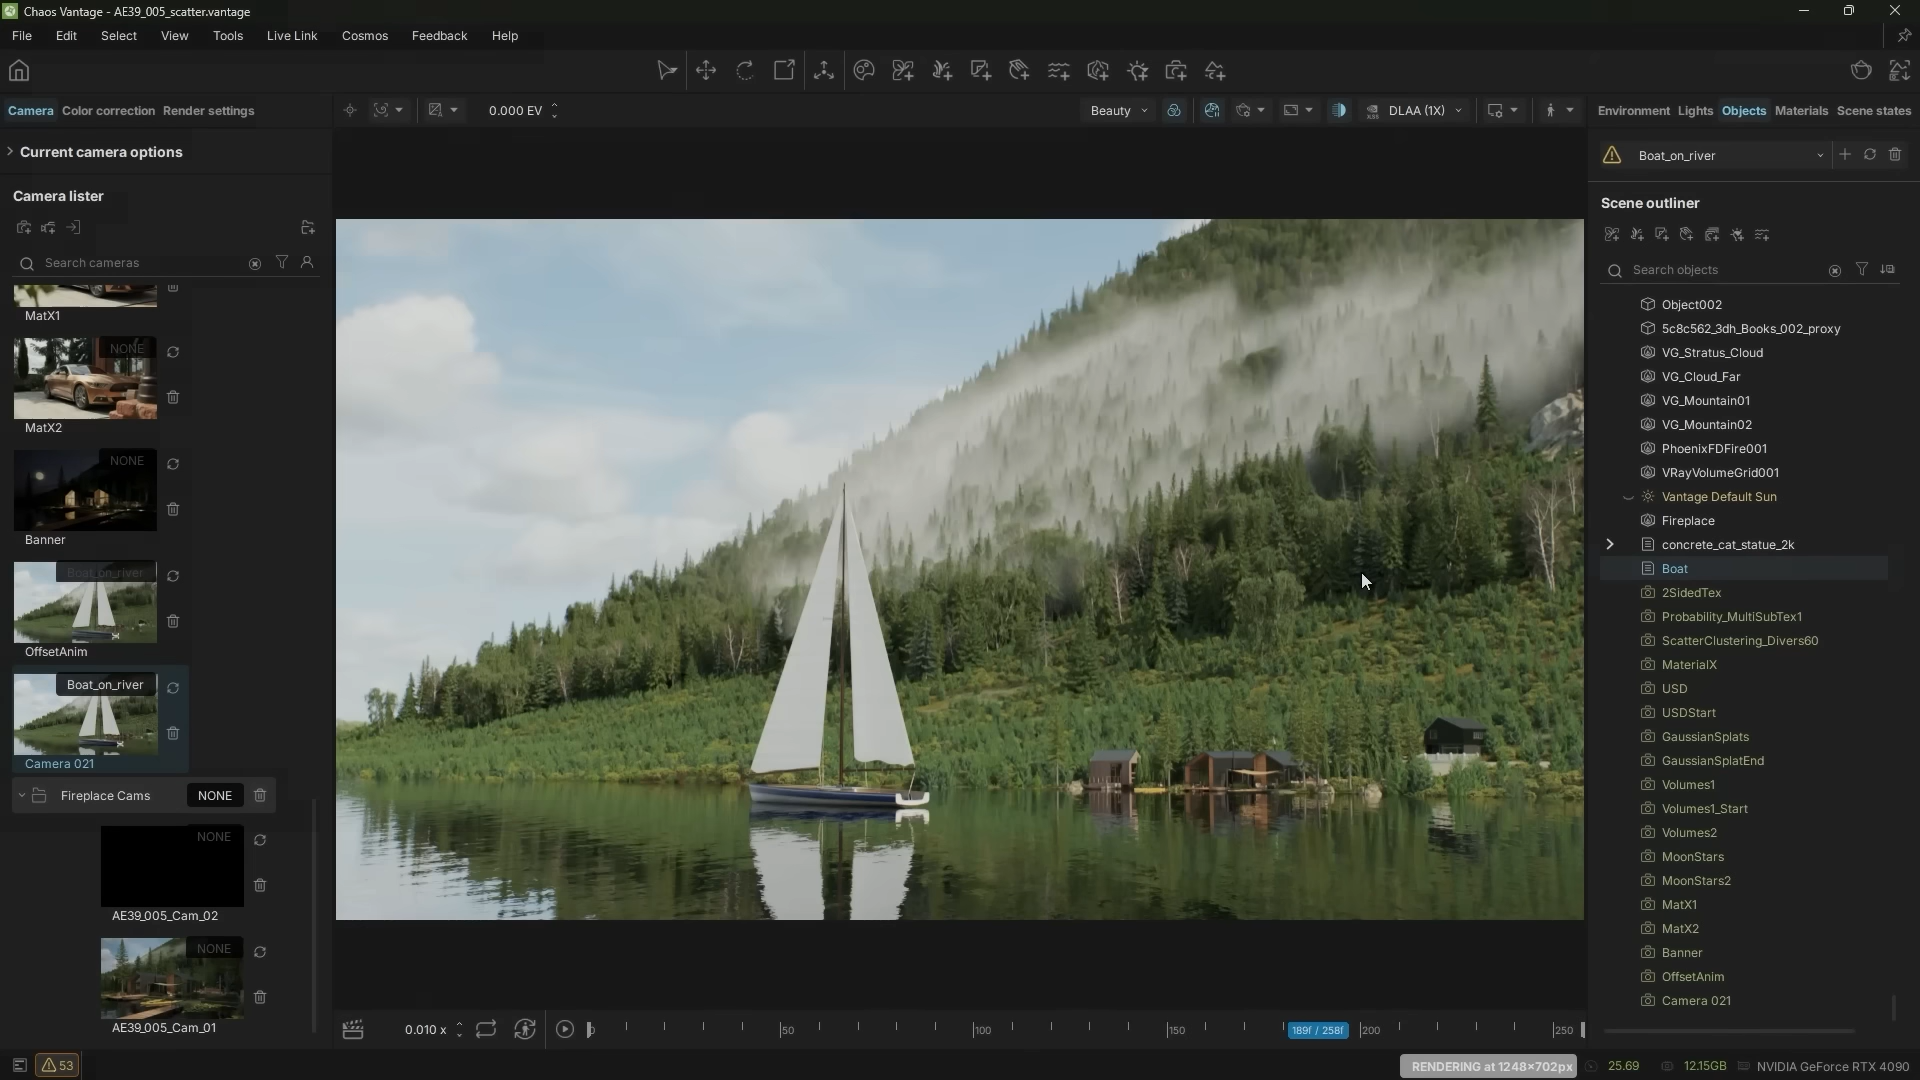 Chaos Vantage - AE39_005_scatter.vantage
File Edit Select View Tools Live Link Cosmos Feedback Help
Camera Color correction Render settings
0.000 EV
Beauty
DLAA (1X)
Environment Lights Objects Materials Scene states
Current camera options
Boat_on_river
Camera lister
Scene outliner
Search cameras
Search objects
MatX1
NONE
MatX2
NONE
Banner
Boat_on_river
OffsetAnim
Boat_on_river
Camera 021
Fireplace Cams NONE
NONE
AE39_005_Cam_02
NONE
AE39_005_Cam_01
Object002
5c8c562_3dh_Books_002_proxy
VG_Stratus_Cloud
VG_Cloud_Far
VG_Mountain01
VG_Mountain02
PhoenixFDFire001
VRayVolumeGrid001
Vantage Default Sun
Fireplace
concrete_cat_statue_2k
Boat
2SidedTex
Probability_MultiSubTex1
ScatterClustering_Divers60
MaterialX
USD
USDStart
GaussianSplats
GaussianSplatEnd
Volumes1
Volumes1_Start
Volumes2
MoonStars
MoonStars2
MatX1
MatX2
Banner
OffsetAnim
Camera 021
0.010 x
50 100 150 189f / 258f 200 250
53
RENDERING at 1248x702px 25.69 12.15GB NVIDIA GeForce RTX 4090